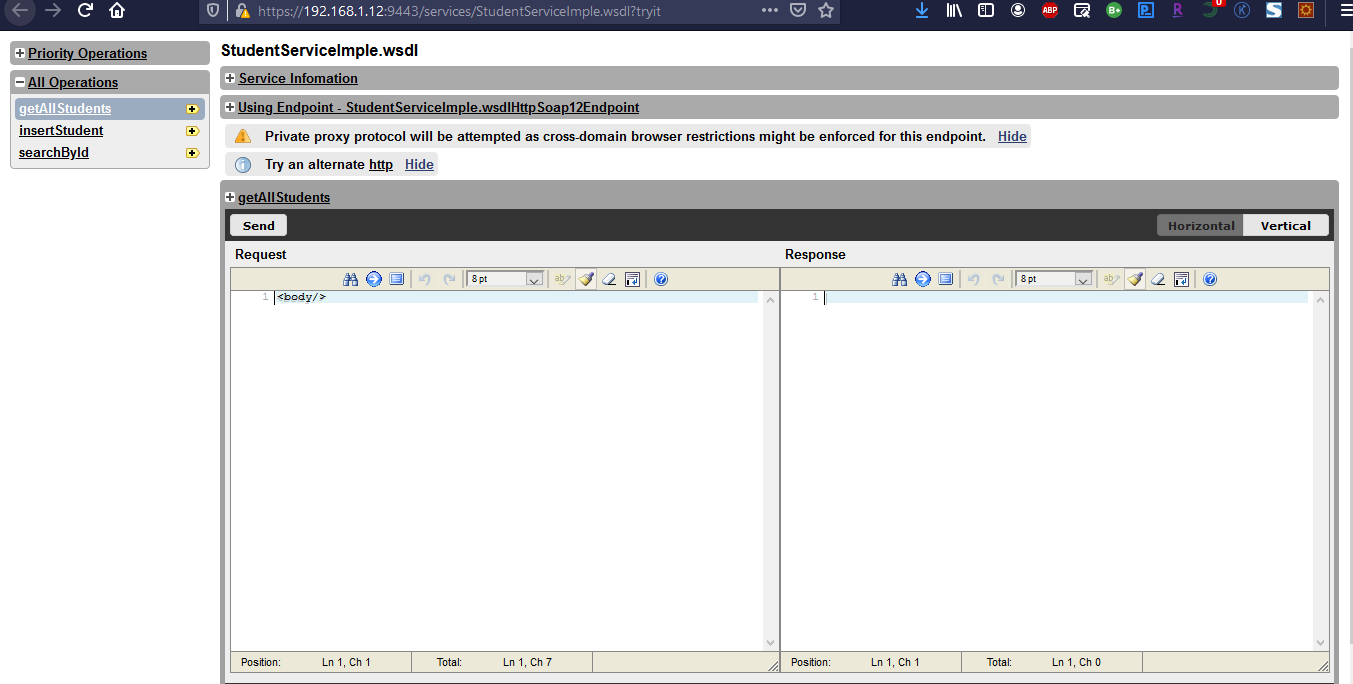 https://192.168.1.12:9443/services/StudentServiceImple.wsdl?tryit
ABP
B+
R
0
K
S
Priority Operations
All Operations
getAllStudents
insertStudent
searchById
StudentServiceImple.wsdl
Service Infomation
Using Endpoint - StudentServiceImple.wsdlHttpSoap12Endpoint
Private proxy protocol will be attempted as cross-domain browser restrictions might be enforced for this endpoint. Hide
Try an alternate http Hide
getAllStudents
Send
Horizontal Vertical
Request
Response
8 pt
8 pt
1 <body/>
1
Position: Ln 1, Ch 1 Total: Ln 1, Ch 7
Position: Ln 1, Ch 1 Total: Ln 1, Ch 0